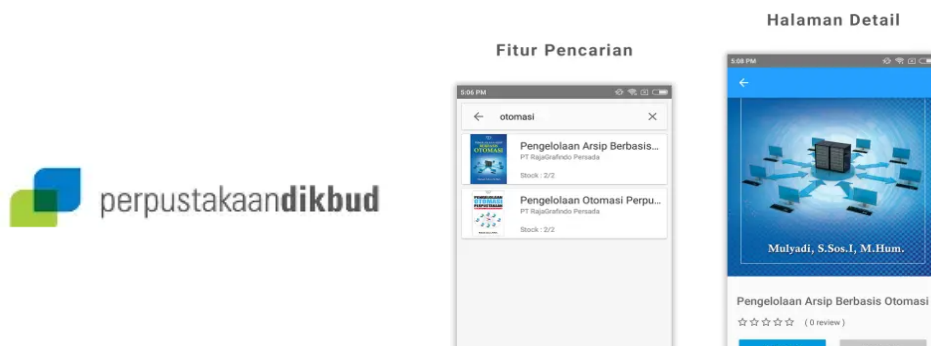 perpustakaandikbud
Fitur Pencarian
5:06 PM
otomasi
Pengelolaan Arsip Berbasis...
PT RajaGrafindo Persada
Stock : 2/2
Pengelolaan Otomasi Perpu...
PT RajaGrafindo Persada
Stock : 2/2
Halaman Detail
5:08 PM
Mulyadi, S.Sos.I, M.Hum.
Pengelolaan Arsip Berbasis Otomasi
( 0 review )